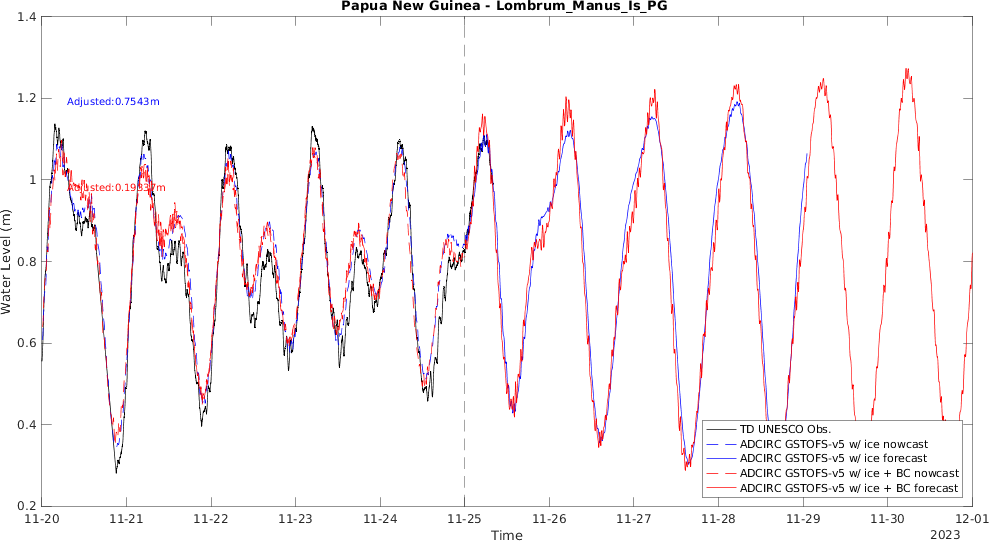 Papua New Guinea - Lombrum_Manus_Is_PG
1.4
1.2
1
0.8
0.6
0.4
0.2
Water Level (m)
Adjusted:0.7543m
TD UNESCO Obs.
ADCIRC GSTOFS-v5 w/ ice nowcast
ADCIRC GSTOFS-v5 w/ ice forecast
ADCIRC GSTOFS-v5 w/ ice + BC nowcast
ADCIRC GSTOFS-v5 w/ ice + BC forecast
11-20 11-21 11-22 11-23 11-24 11-25 11-26 11-27 11-28 11-29 11-30 12-01
Time
2023